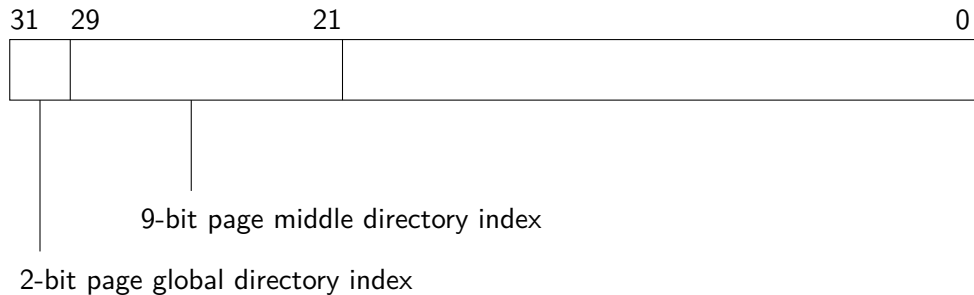 31 29 21 0
9-bit page middle directory index
2-bit page global directory index